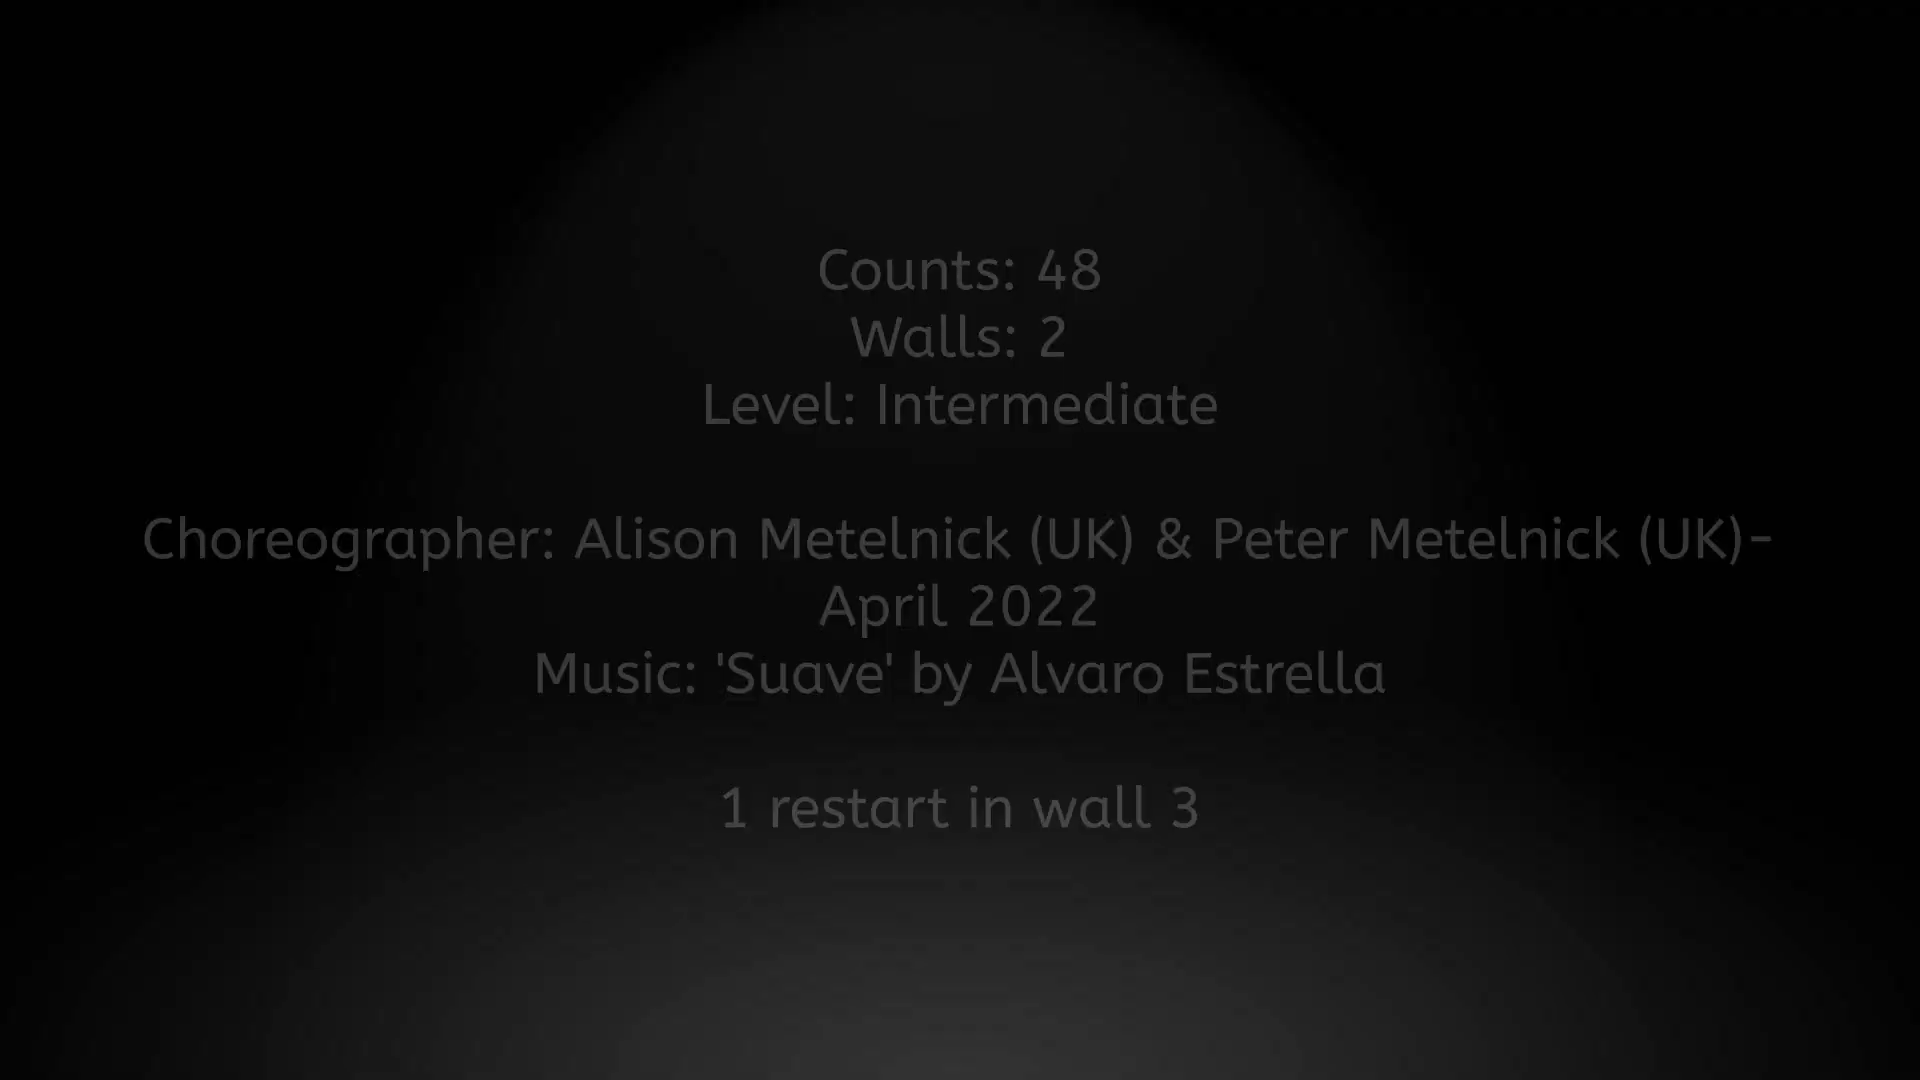 Counts: 48
Walls: 2
Level: Intermediate
Choreographer: Alison Metelnick (UK) & Peter Metelnick (UK)-
April 2022
Music: 'Suave' by Alvaro Estrella
1 restart in wall 3